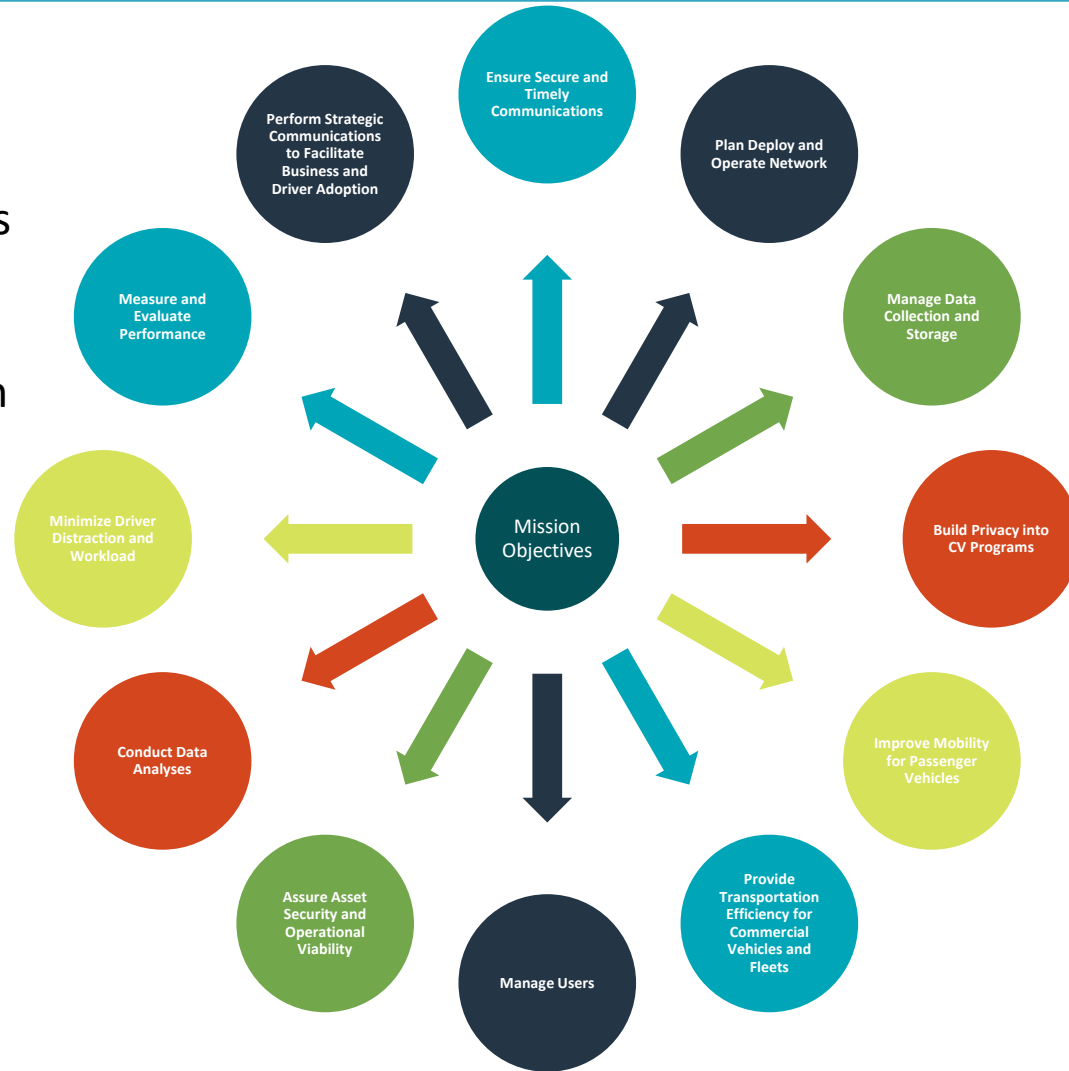 Ensure Secure and
Timely
Communications
Plan Deploy and
Operate Network
Manage Data
Collection and
Storage
Build Privacy into
CV Programs
Improve Mobility
for Passenger
Vehicles
Provide
Transportation
Efficiency for
Commercial
Vehicles and
Fleets
Manage Users
Assure Asset
Security and
Operational
Viability
Conduct Data
Analyses
Minimize Driver
Distraction and
Workload
Measure and
Evaluate
Performance
Perform Strategic
Communications
to Facilitate
Business and
Driver Adoption
Mission
Objectives